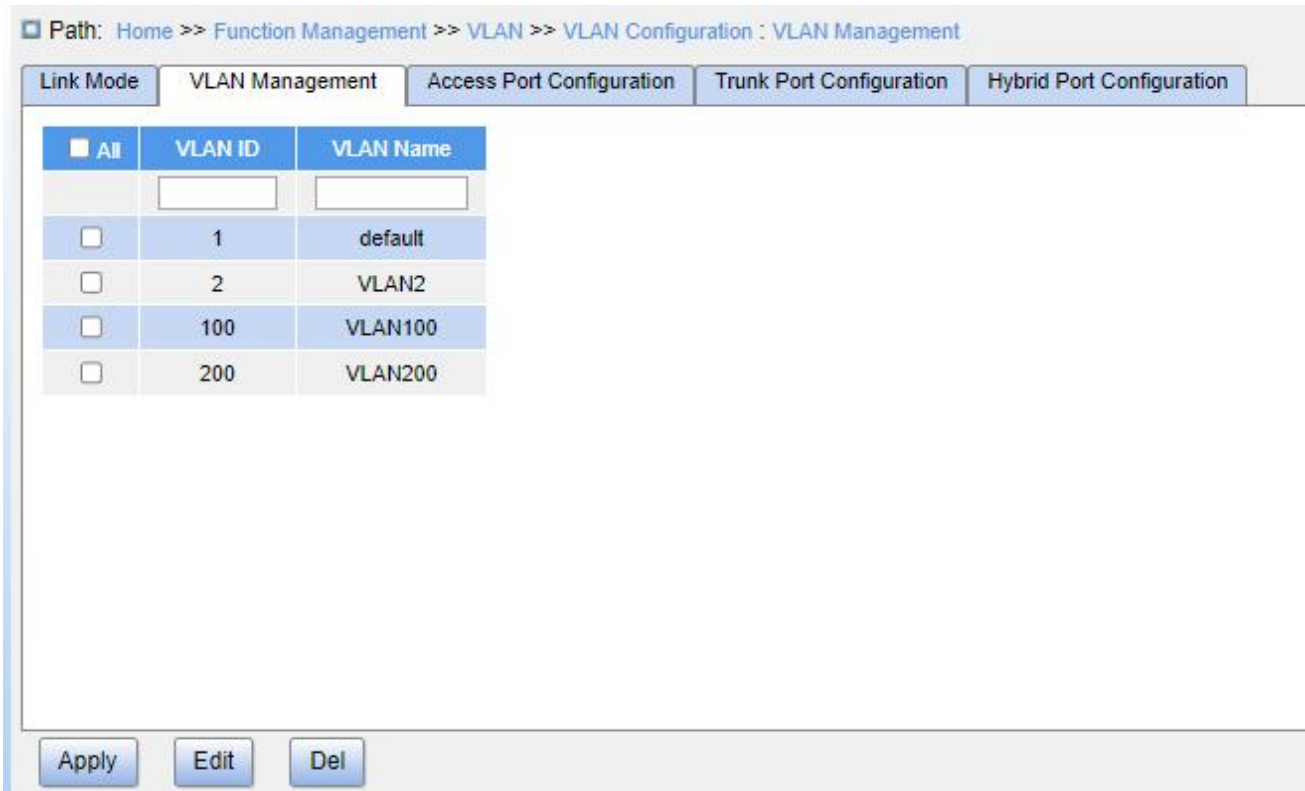 Path: Home >> Function Management >> VLAN >> VLAN Configuration : VLAN Management
Link Mode VLAN Management Access Port Configuration Trunk Port Configuration Hybrid Port Configuration
All VLAN ID VLAN Name
1 default
2 VLAN2
100 VLAN100
200 VLAN200
Apply Edit Del